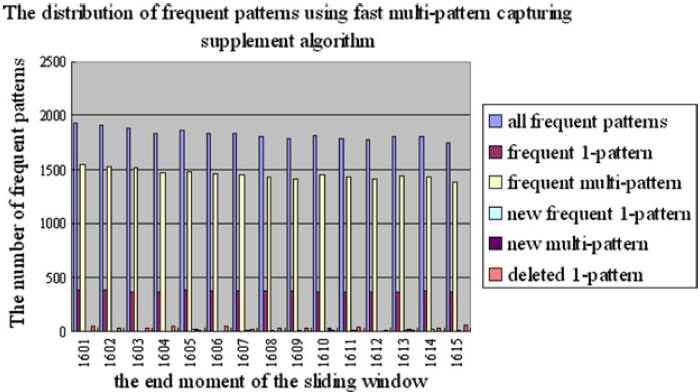 The distribution of frequent patterns using fast multi-pattern capturing
supplement algorithm
The number of frequent patterns
2500
2000
1500
1000
500
0
1601
1602
1603
1604
1605
1606
1607
1608
1609
1610
1611
1612
1613
1614
1615
the end moment of the sliding window
all frequent patterns
frequent 1-pattern
frequent multi-pattern
new frequent 1-pattern
new multi-pattern
deleted 1-pattern